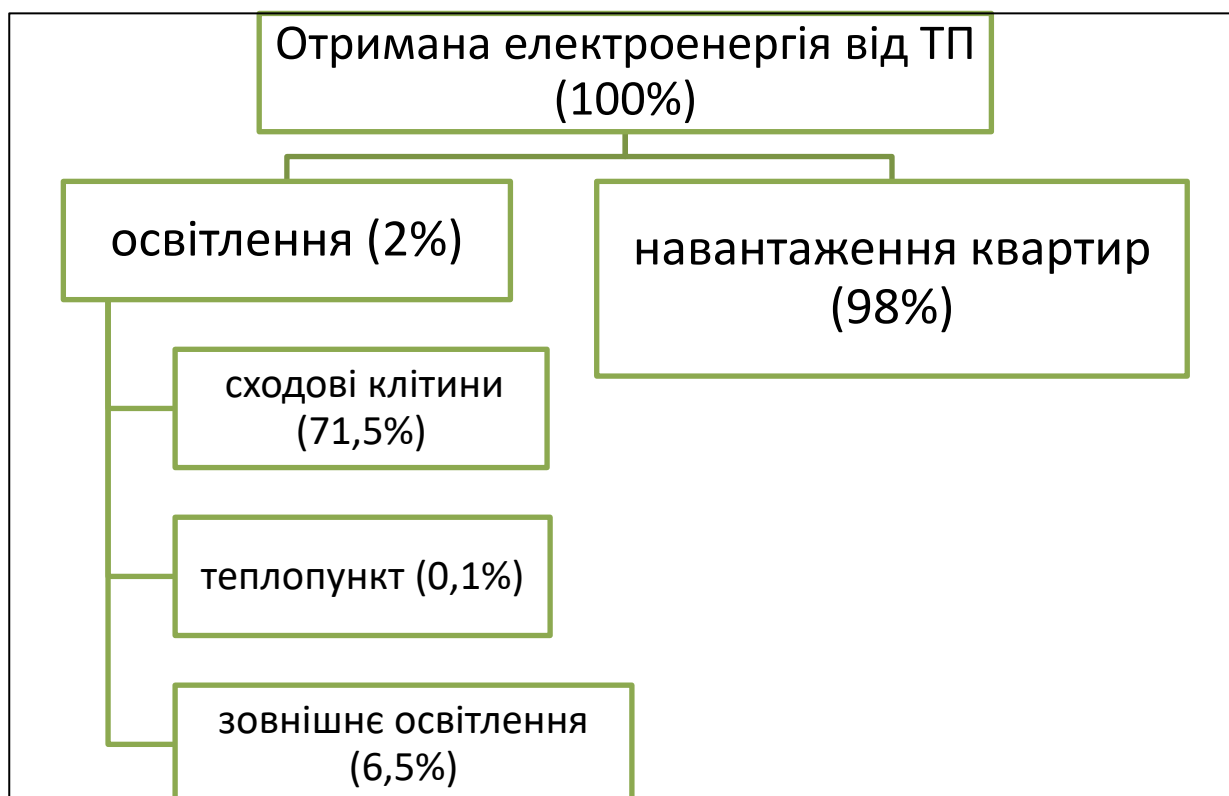 Отримана електроенергія від ТП
(100%)
освітлення (2%)
навантаження квартир
(98%)
сходові клітини
(71,5%)
теплопункт (0,1%)
зовнішнє освітлення
(6,5%)